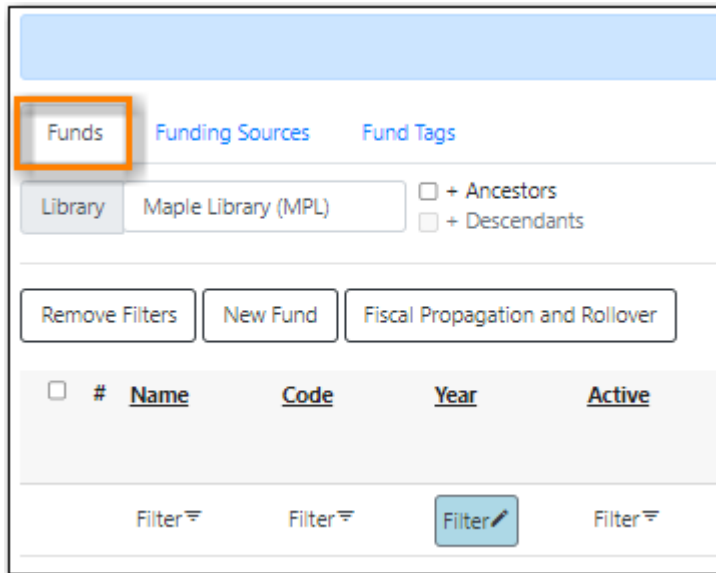 Funds Funding Sources Fund Tags
Library Maple Library (MPL) + Ancestors
+ Descendants
Remove Filters New Fund Fiscal Propagation and Rollover
# Name Code Year Active
Filter Filter Filter Filter